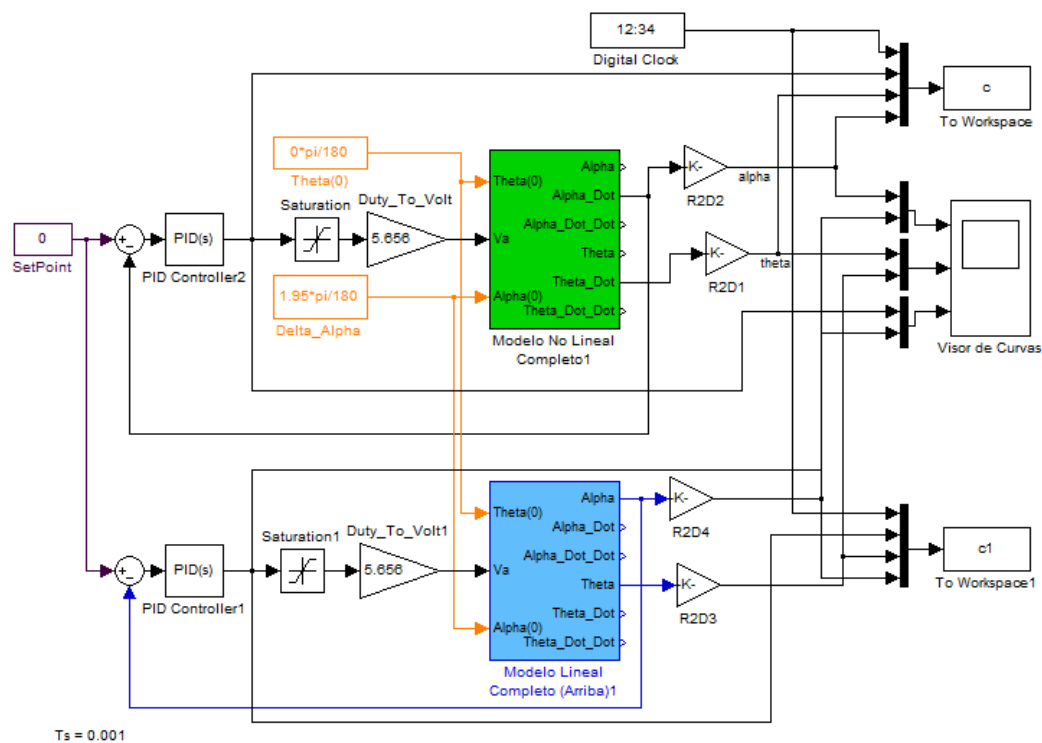 12:34
Digital Clock
c
To Workspace
0*pi/180
Theta(0)
Saturation
Duty_To_Volt
5.656
0
SetPoint
+
-
PID(s)
PID Controller2
1.95*pi/180
Delta_Alpha
Theta(0)
Va
Alpha(0)
Alpha
Alpha_Dot
Alpha_Dot_Dot
Theta
Theta_Dot
Theta_Dot_Dot
Modelo No Lineal
Completo1
K-
R2D2
alpha
K-
R2D1
theta
Visor de Curvas
+
-
PID(s)
PID Controller1
Saturation1
Duty_To_Volt1
5.656
Theta(0)
Va
Alpha(0)
Alpha
Alpha_Dot
Alpha_Dot_Dot
Theta
Theta_Dot
Theta_Dot_Dot
Modelo Lineal
Completo (Arriba)1
K-
R2D4
K-
R2D3
c1
To Workspace1
Ts = 0.001